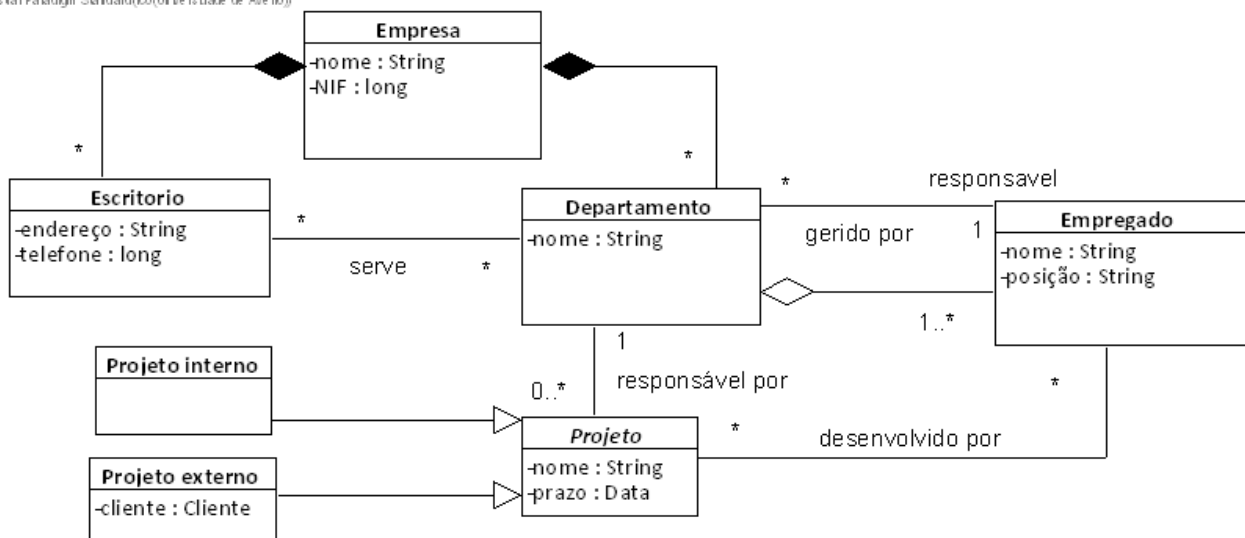 Empresa
-nome : String
-NIF : long
*
*
Escritorio
-endereço : String
-telefone : long
*
serve
*
Departamento
-nome : String
*
responsavel
gerido por
1
Empregado
-nome : String
-posição : String
1..*
1
responsável por
0..*
Projeto interno
Projeto externo
-cliente : Cliente
Projeto
-nome : String
-prazo : Data
*
desenvolvido por
*